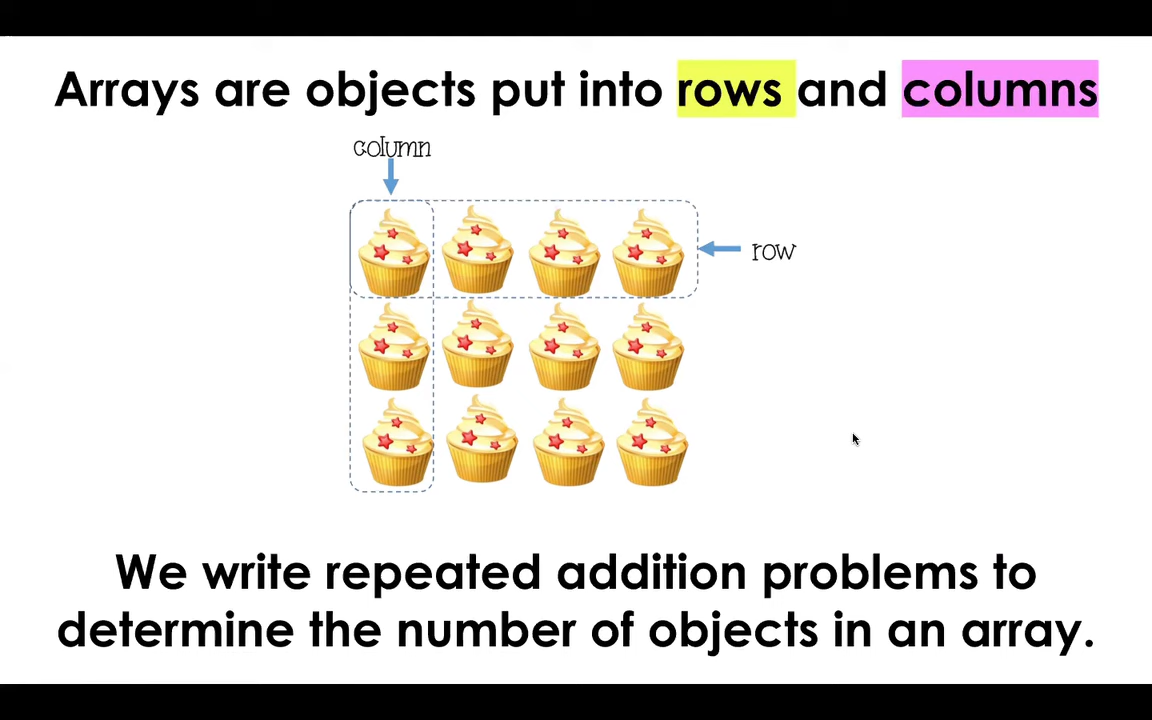 Arrays are objects put into rows and columns
column
row
We write repeated addition problems to
determine the number of objects in an array.